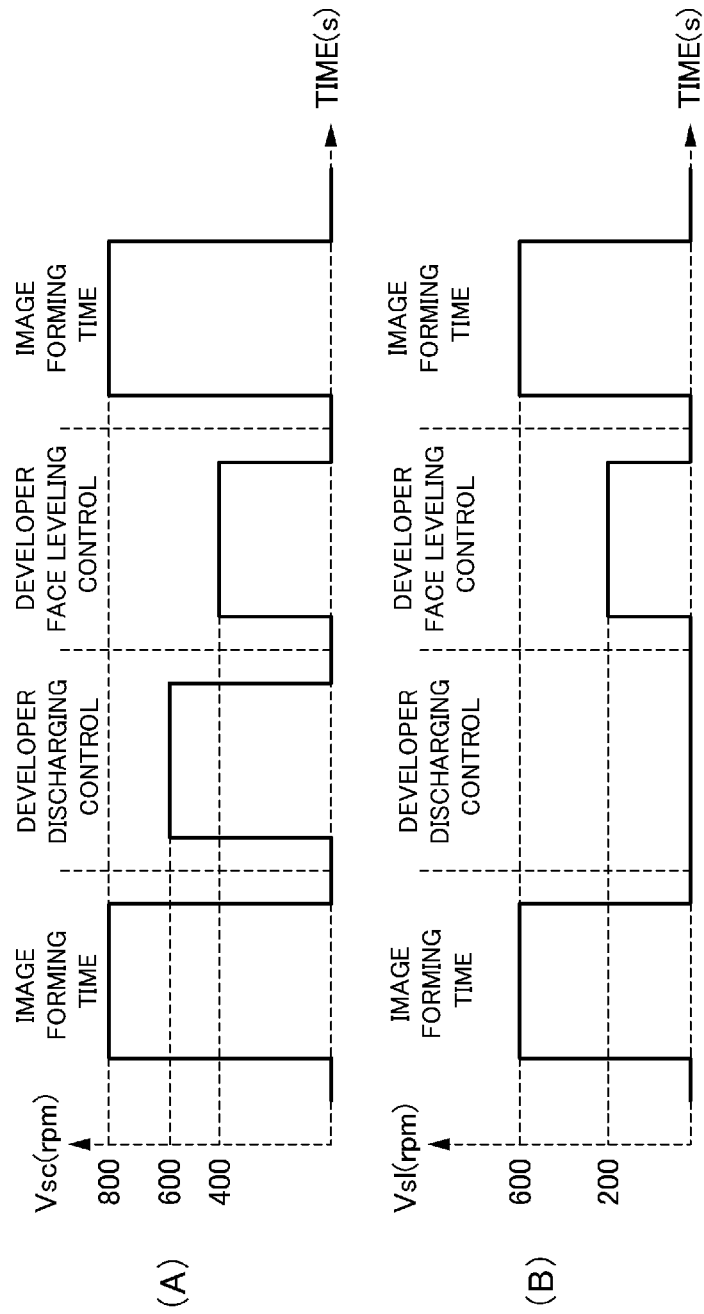 (A)
Vsc(rpm)
800
600
400
IMAGE
FORMING
TIME
DEVELOPER
DISCHARGING
CONTROL
DEVELOPER
FACE LEVELING
CONTROL
IMAGE
FORMING
TIME
TIME(s)
(B)
Vsl(rpm)
600
200
IMAGE
FORMING
TIME
DEVELOPER
DISCHARGING
CONTROL
DEVELOPER
FACE LEVELING
CONTROL
IMAGE
FORMING
TIME
TIME(s)